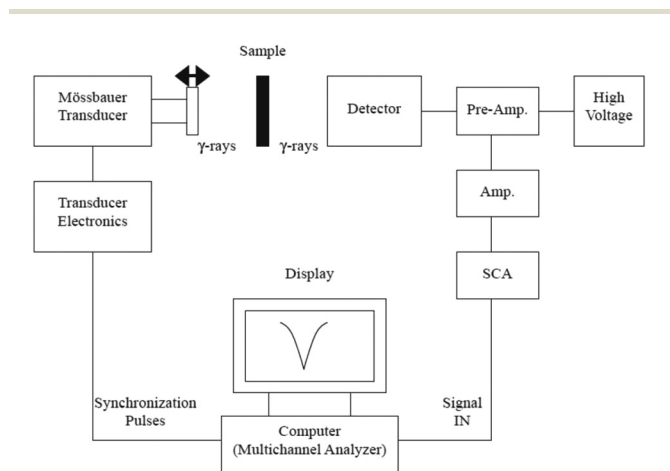 Sample
Mössbauer
Transducer
γ-rays
γ-rays
Detector
Pre-Amp.
High
Voltage
Transducer
Electronics
Amp.
SCA
Display
Synchronization
Pulses
Signal
IN
Computer
(Multichannel Analyzer)